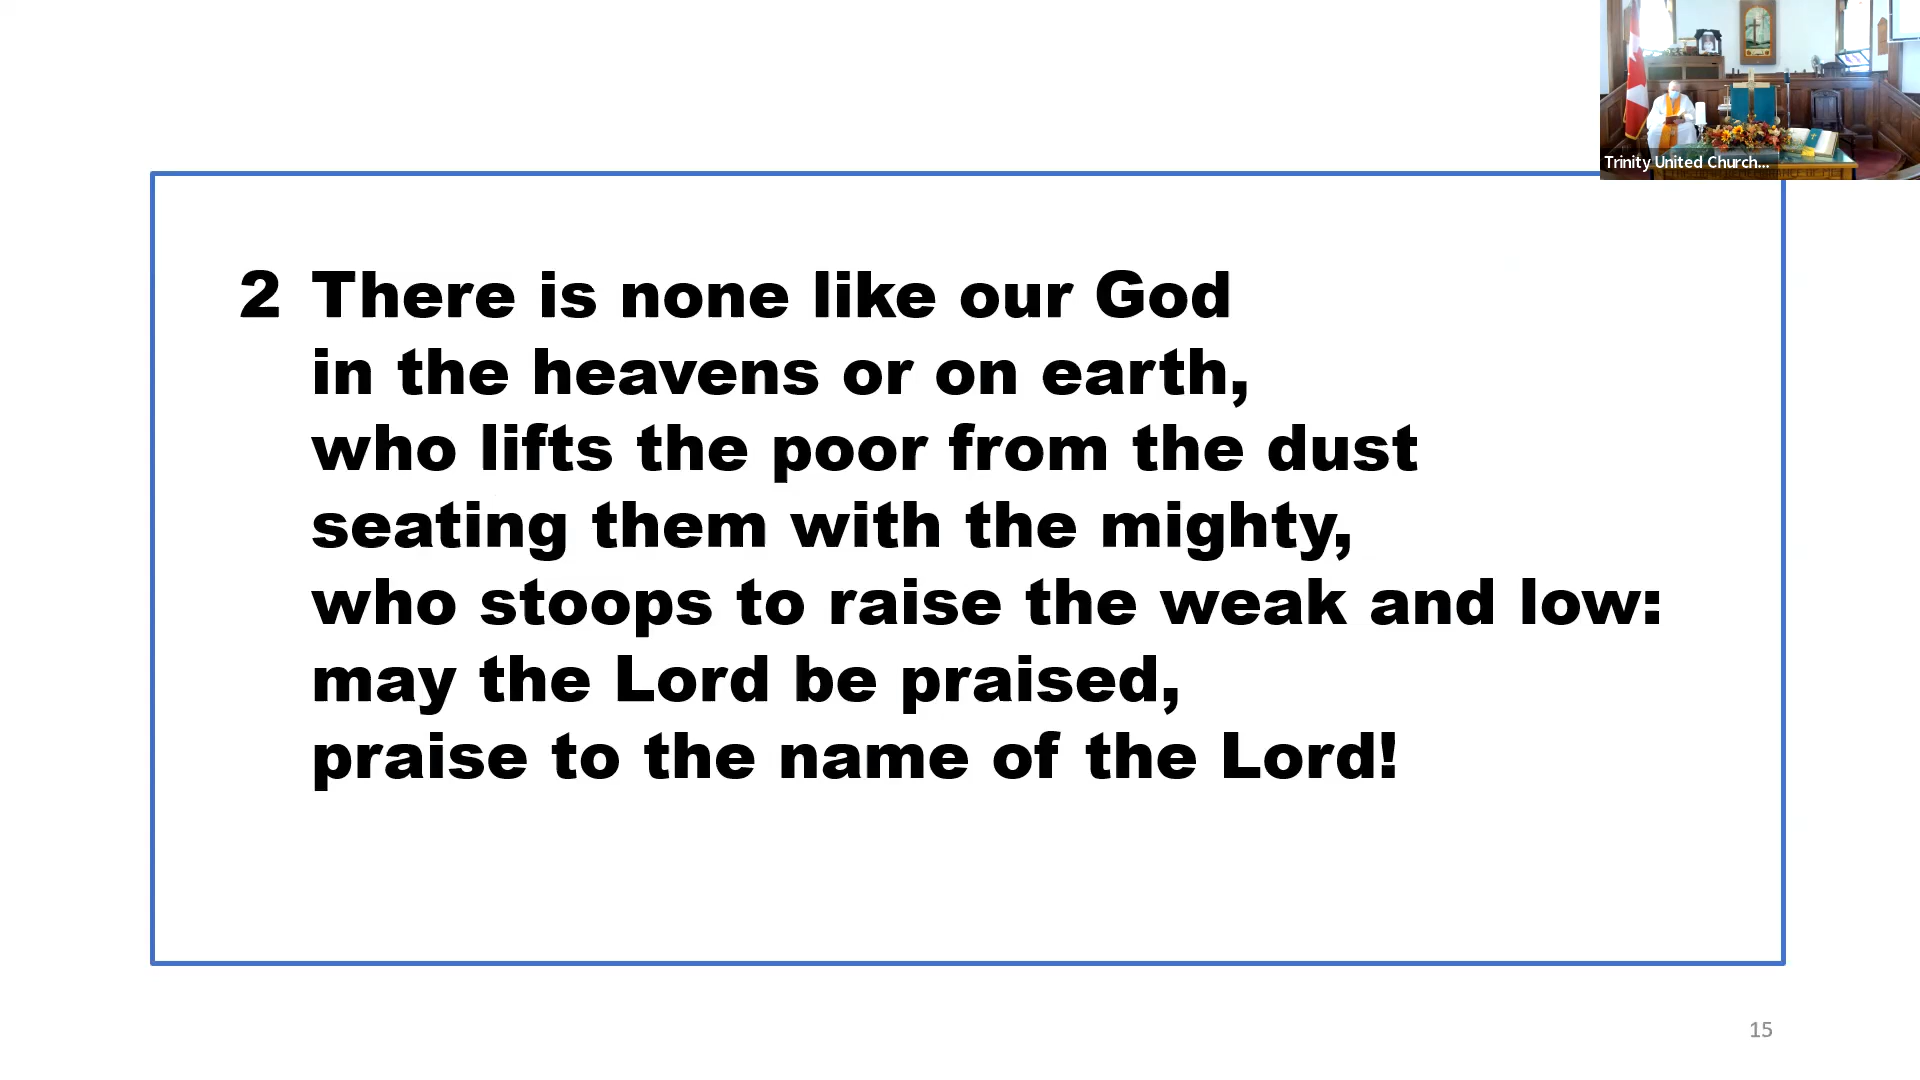 Trinity United Church...
2 There is none like our God
in the heavens or on earth,
who lifts the poor from the dust
seating them with the mighty,
who stoops to raise the weak and low:
may the Lord be praised,
praise to the name of the Lord!
15